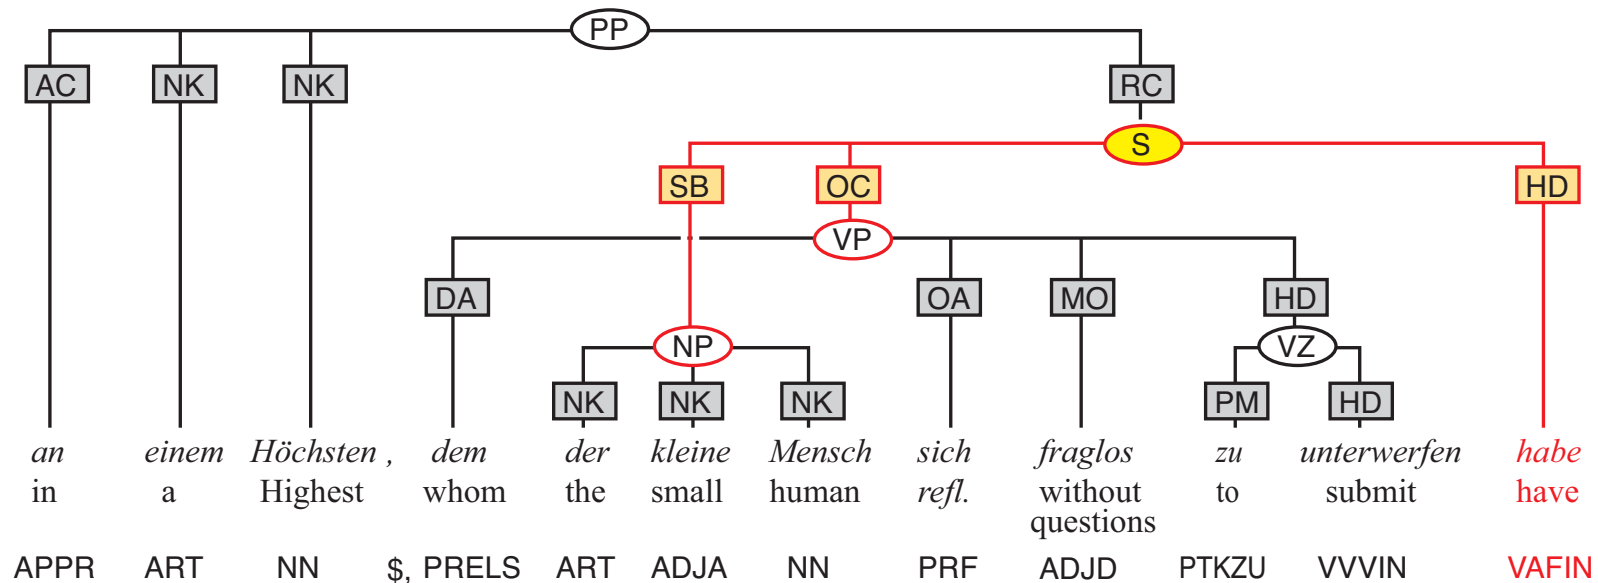 PP
AC NK NK RC
S
SB OC HD
VP
DA OA MO HD
NP VZ
NK NK NK PM HD
an einem Höchsten , dem der kleine Mensch sich fraglos zu unterwerfen habe
in a Highest whom the small human refl. without to submit have
questions
APPR ART NN $, PRELS ART ADJA NN PRF ADJD PTKZU VVVIN VAFIN